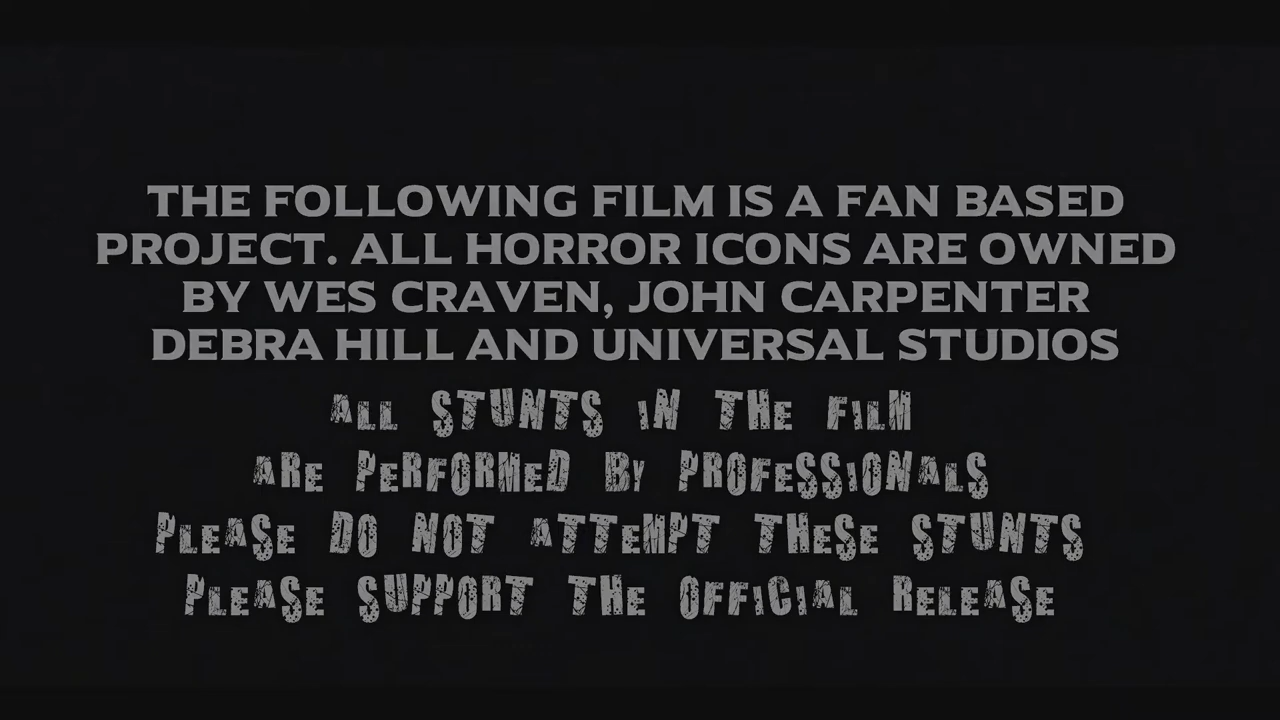 THE FOLLOWING FILM IS A FAN BASED
PROJECT. ALL HORROR ICONS ARE OWNED
BY WES CRAVEN, JOHN CARPENTER
DEBRA HILL AND UNIVERSAL STUDIOS
ALL STUNTS IN THE FILM
ARE PERFORMED BY PROFESSIONALS
PLEASE DO NOT ATTEMPT THESE STUNTS
PLEASE SUPPORT THE OFFICIAL RELEASE